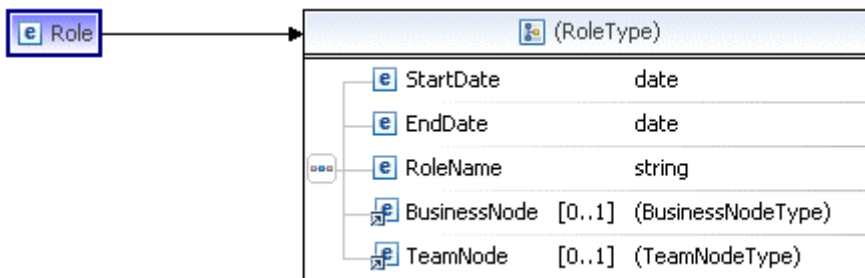 e Role
(RoleType)
e StartDate date
e EndDate date
e RoleName string
e BusinessNode [0..1] (BusinessNodeType)
e TeamNode [0..1] (TeamNodeType)